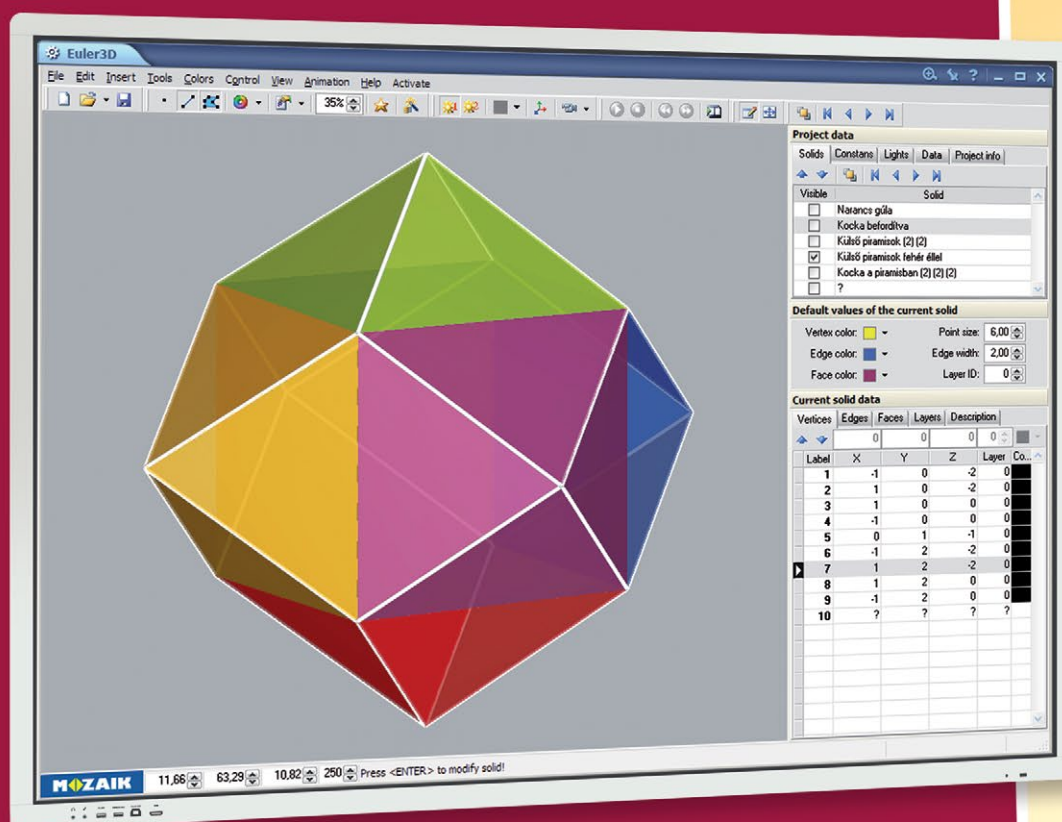 Euler3D
File Edit Insert Tools Colors Control View Animation Help Activate
35%
Project data
Solids Constans Lights Data Project info
Visible Solid
Narancs gúla
Kocka befordítva
Külső piramisok (2) (2)
Külső piramisok fehér éllel
Kocka a piramisban (2) (2) (2)
?
Default values of the current solid
Vertex color: Point size: 6,00
Edge color: Edge width: 2,00
Face color: Layer ID: 0
Current solid data
Vertices Edges Faces Layers Description
0 0 0 0
Label X Y Z Layer Co...
1 -1 0 -2 0
2 1 0 -2 0
3 1 0 0 0
4 -1 0 0 0
5 0 1 -1 0
6 -1 2 -2 0
7 1 2 -2 0
8 1 2 0 0
9 -1 2 0 0
10 ? ? ? ?
MOZAIK 11,66 63,29 10,82 250 Press <ENTER> to modify solid!